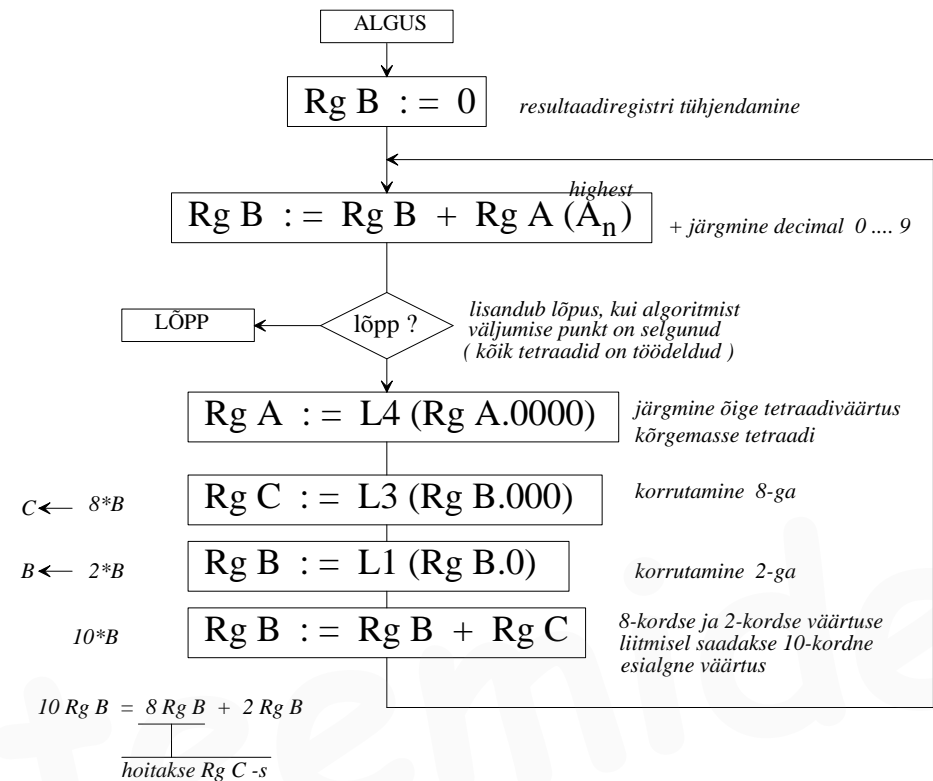 ALGUS
Rg B := 0
resultaadiregistri tühjendamine
highest
Rg B := Rg B + Rg A (An)
+ järgmine decimal 0 .... 9
LÕPP
lõpp ?
lisandub lõpus, kui algoritmist
väljumise punkt on selgunud
( kõik tetraadid on töödeldud )
Rg A := L4 (Rg A.0000)
järgmine õige tetraadiväärtus
kõrgemasse tetraadi
C ← 8*B
Rg C := L3 (Rg B.000)
korrutamine 8-ga
B ← 2*B
Rg B := L1 (Rg B.0)
korrutamine 2-ga
10*B
Rg B := Rg B + Rg C
8-kordse ja 2-kordse väärtuse
liitmisel saadakse 10-kordne
esialgne väärtus
10 Rg B = 8 Rg B + 2 Rg B
hoitakse Rg C -s
teemide